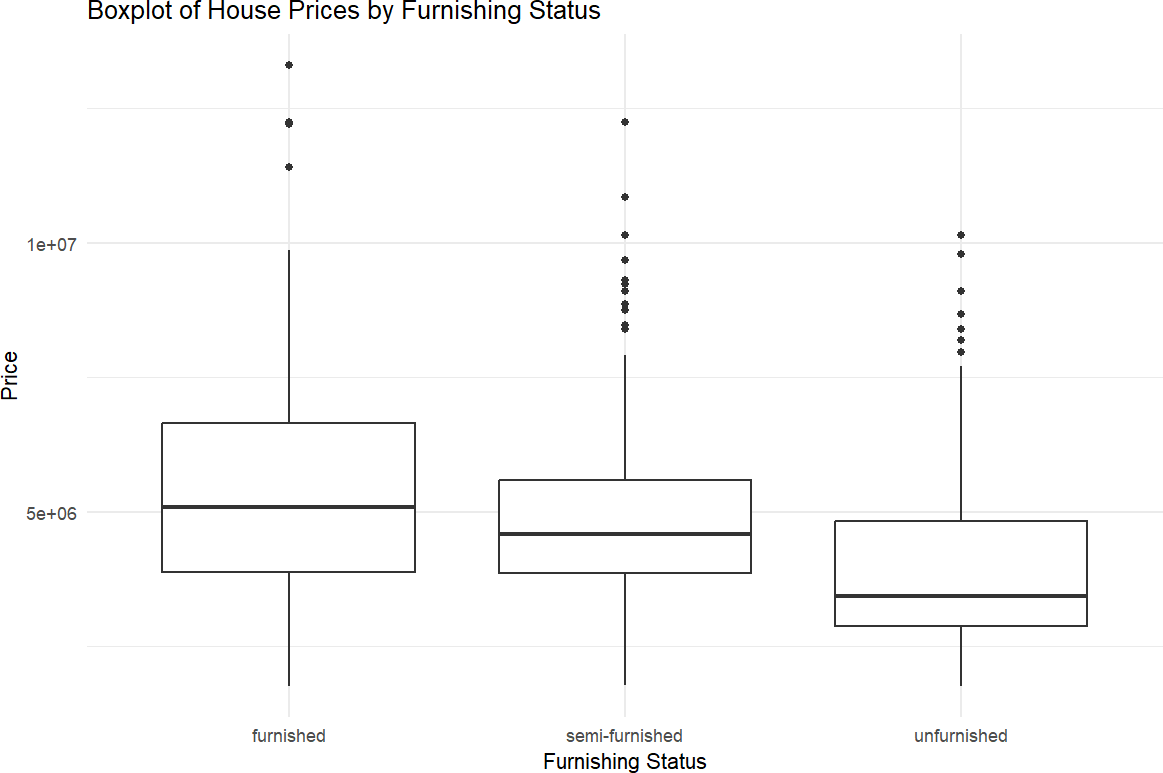 Boxplot of House Prices by Furnishing Status
Price
1e+07
5e+06
furnished
semi-furnished
unfurnished
Furnishing Status